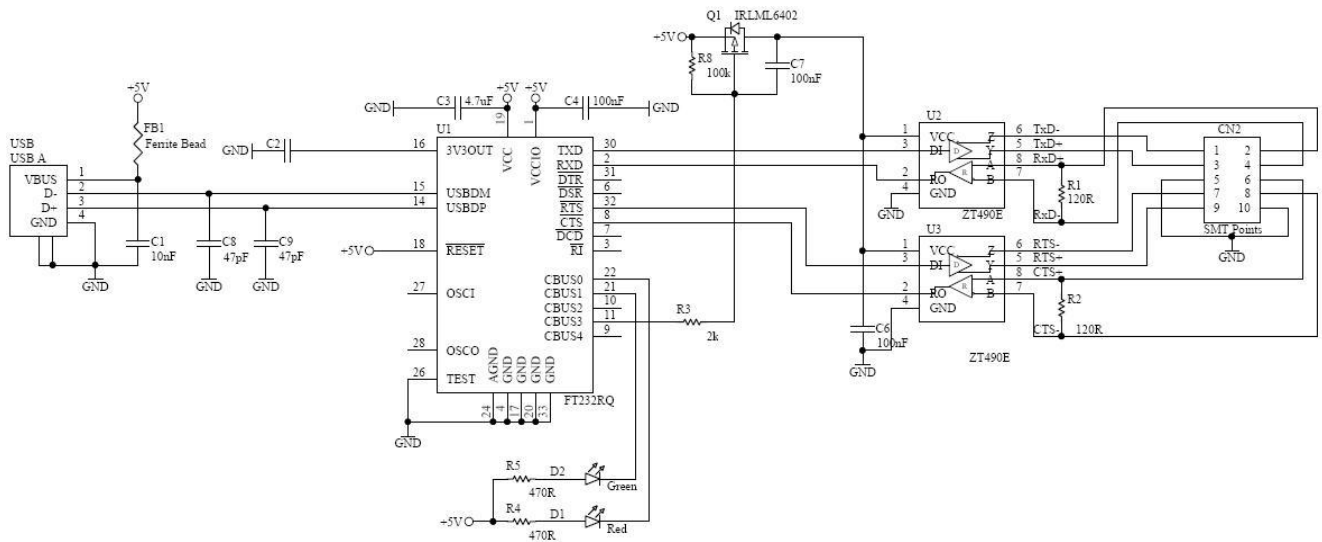 Q1 IRLML6402
+5V
R8
100k
C7
100nF
+5V
+5V
+5V
GND
C3
4.7uF
C4
100nF
GND
19
1
U1
U2
FB1
Ferrite Bead
GND
C2
USB
USB A
VBUS
D-
D+
GND
1
2
3
4
C1
10nF
GND
C8
47pF
GND
C9
47pF
GND
+5V
16
15
14
18
27
28
26
3V3OUT
USBDM
USBDP
RESET
OSCI
OSCO
TEST
VCC
VCCIO
TXD
RXD
DTR
DSR
RTS
CTS
DCD
RI
CBUS0
CBUS1
CBUS2
CBUS3
CBUS4
30
2
31
6
32
8
7
3
22
21
10
11
9
AGND
GND
GND
GND
GND
24
4
17
20
33
FT232RQ
GND
R3
2k
1
3
2
4
VCC
DI
RO
GND
D
R
Z
Y
A
B
6 TxD-
5 TxD+
8 RxD+
7
RxD-
GND
ZT490E
R1
120R
U3
1
3
2
4
VCC
DI
RO
GND
D
R
Z
Y
A
B
6 RTS-
5 RTS+
8 CTS+
7
CTS-
R2
120R
ZT490E
C6
100nF
GND
CN2
1 2
3 4
5 6
7 8
9 10
SMT Points
GND
R5
470R
D2
Green
+5V
R4
470R
D1
Red